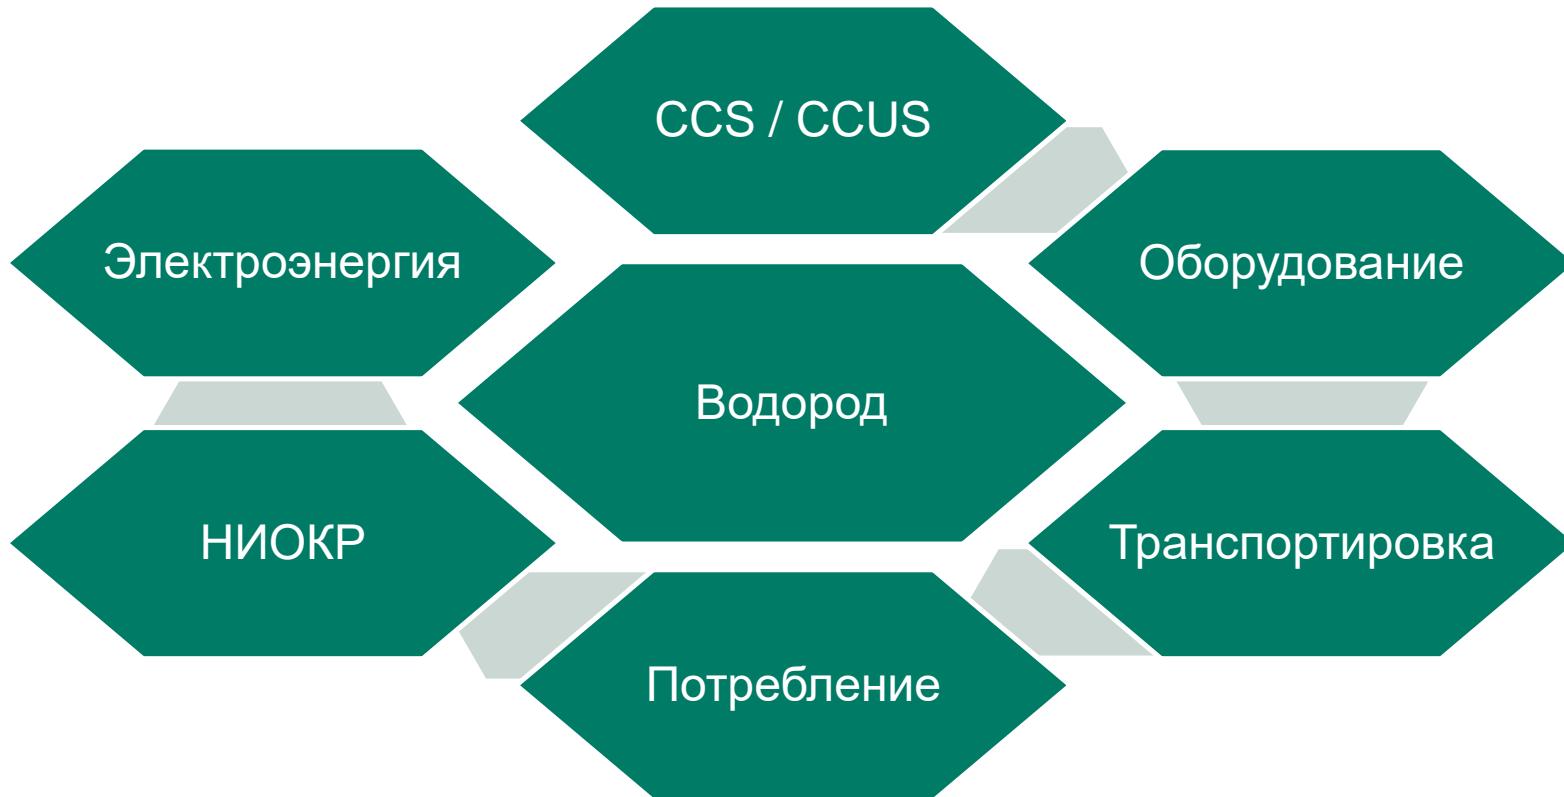 CCS / CCUS
Электроэнергия
Оборудование
Водород
НИОКР
Транспортировка
Потребление